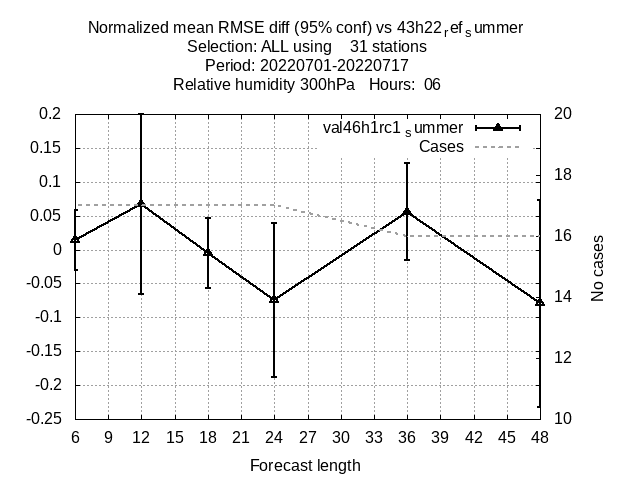 Normalized mean RMSE diff (95% conf) vs 43h22refsummer
Selection: ALL using 31 stations
Period: 20220701-20220717
Relative humidity 300hPa Hours: 06
val46h1rc1summer
Cases
0.2
0.15
0.1
0.05
0
-0.05
-0.1
-0.15
-0.2
-0.25
20
18
16
14
12
10
No cases
6 9 12 15 18 21 24 27 30 33 36 39 42 45 48
Forecast length